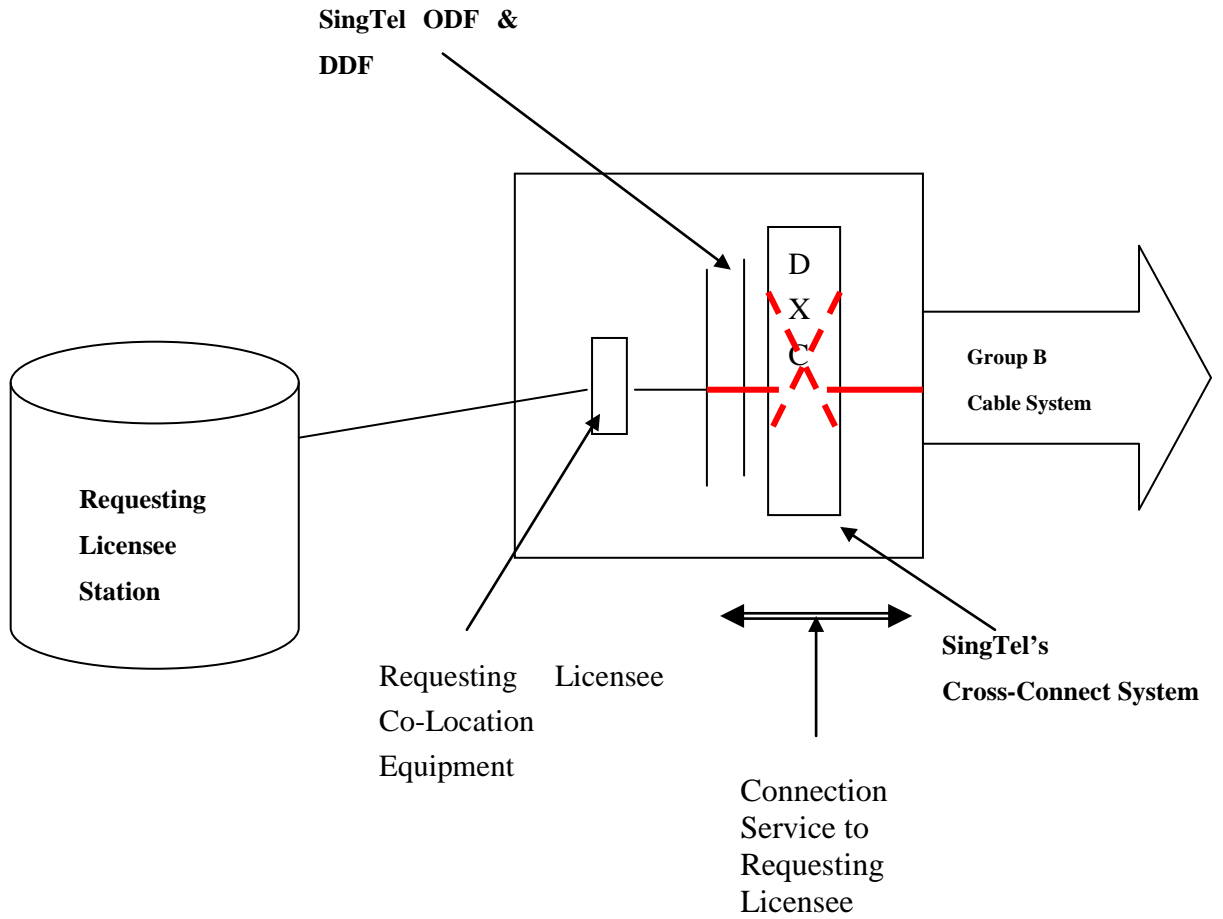 SingTel ODF &
DDF
D
X
C
Group B
Cable System
Requesting
Licensee
Station
SingTel’s
Cross-Connect System
Requesting Licensee
Co-Location
Equipment
Connection
Service to
Requesting
Licensee